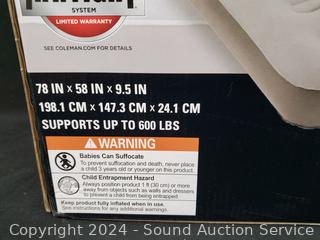 SYSTEM
LIMITED WARRANTY
SEE COLEMAN.COM FOR DETAILS
78 IN x 58 IN x 9.5 IN
198.1 CM x 147.3 CM x 24.1 CM
SUPPORTS UP TO 600 LBS
WARNING
Babies Can Suffocate
To prevent suffocation and death, never place
a child 3 years old or younger on this product.
Child Entrapment Hazard
Always position product 1 ft (30 cm) or more
away from objects such as walls and dressers
to prevent a child from being entrapped
Keep product fully inflated when in use.
See instructions for any additional warnings.
Copyright 2024 - Sound Auction Service